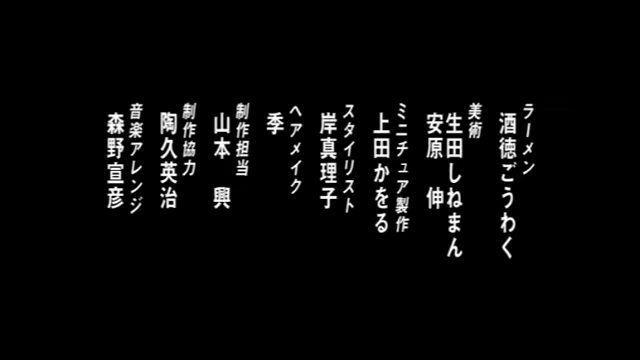 ラーメン
酒徳ごうわく
美術
生田しねまん
安原　伸
ミニチュア製作
上田かをる
スタイリスト
岸真理子
ヘアメイク
季
制作担当
山本　興
制作協力
陶久英治
音楽アレンジ
森野宣彦